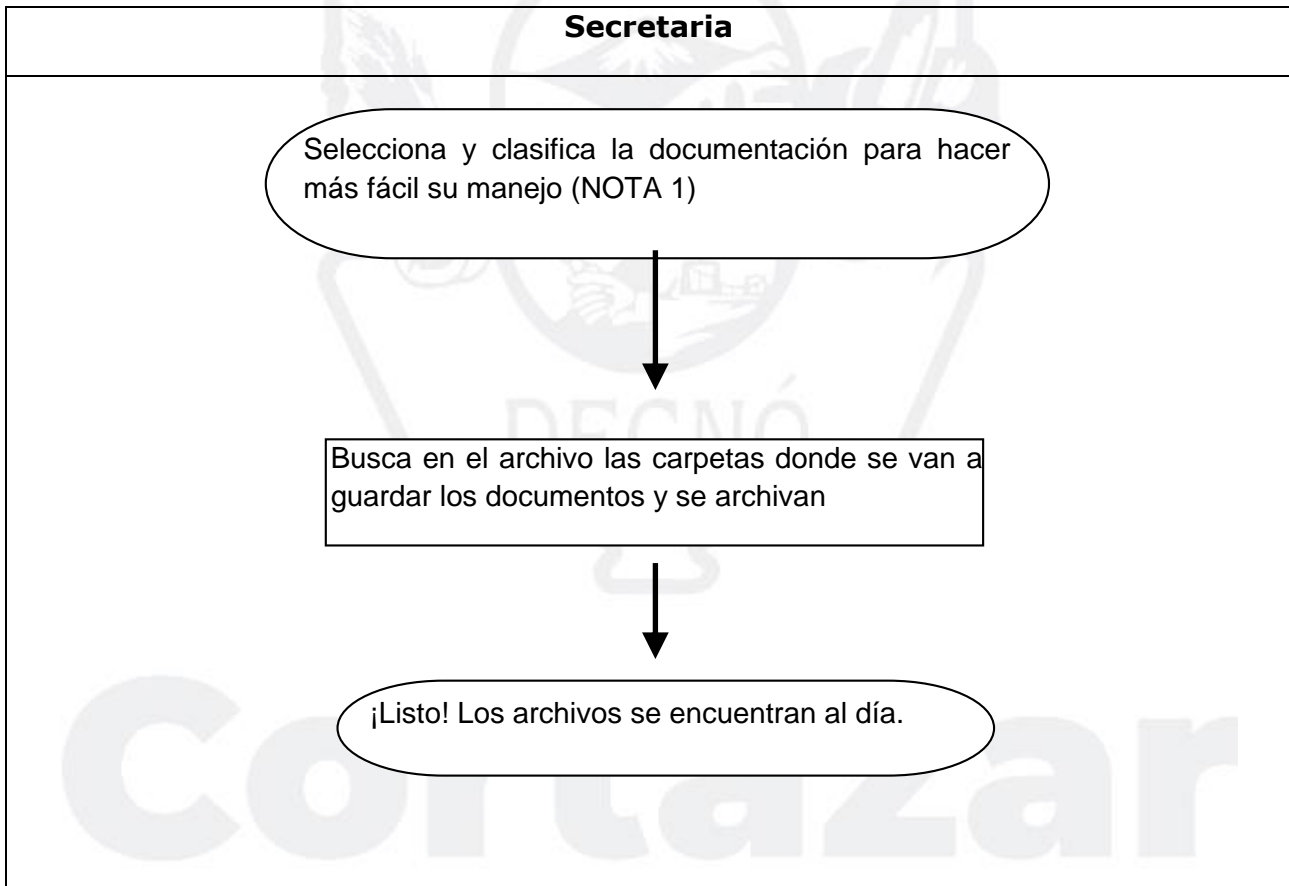 Secretaria
Selecciona y clasifica la documentación para hacer
más fácil su manejo (NOTA 1)
DECNÓ
Busca en el archivo las carpetas donde se van a
guardar los documentos y se archivan
¡Listo! Los archivos se encuentran al día.
Cortazar